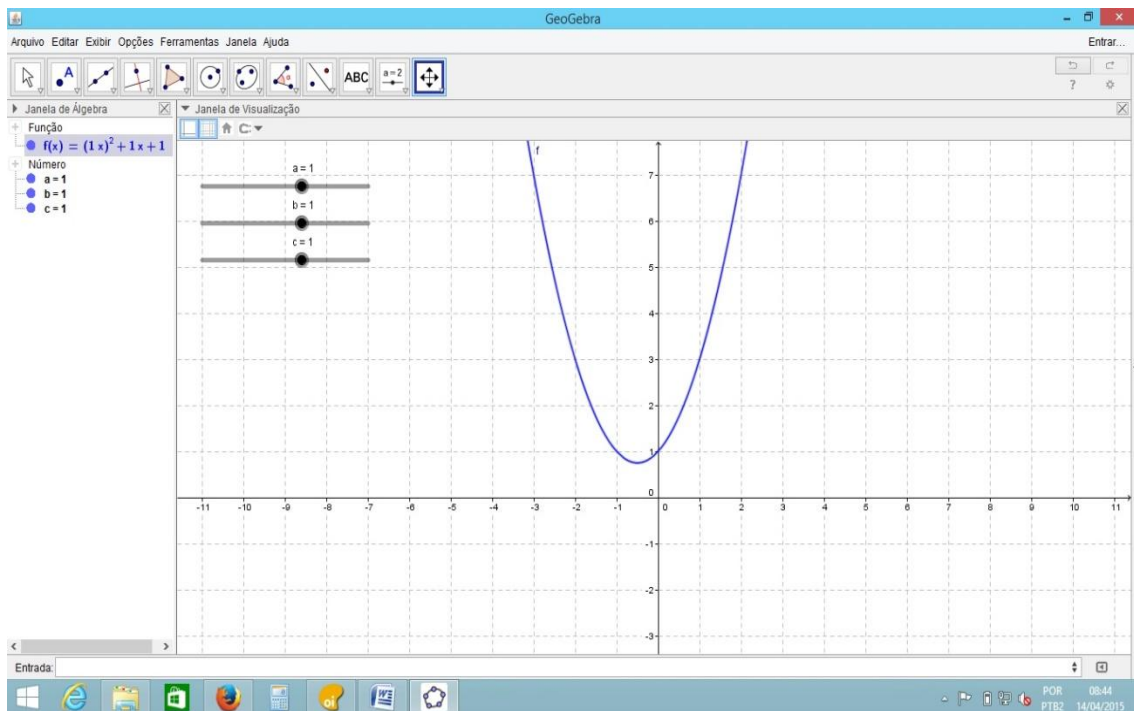 GeoGebra
Arquivo Editar Exibir Opções Ferramentas Janela Ajuda
Entrar...
ABC
a=2
Janela de Álgebra
Janela de Visualização
Função
f(x) = (1 x)² + 1 x + 1
Número
a = 1
b = 1
c = 1
a = 1
b = 1
c = 1
f
7
6
5
4
3
2
1
0
-11 -10 -9 -8 -7 -6 -5 -4 -3 -2 -1 0 1 2 3 4 5 6 7 8 9 10 11
-1
-2
-3
Entrada:
POR 08:44
PTB2 14/04/2015